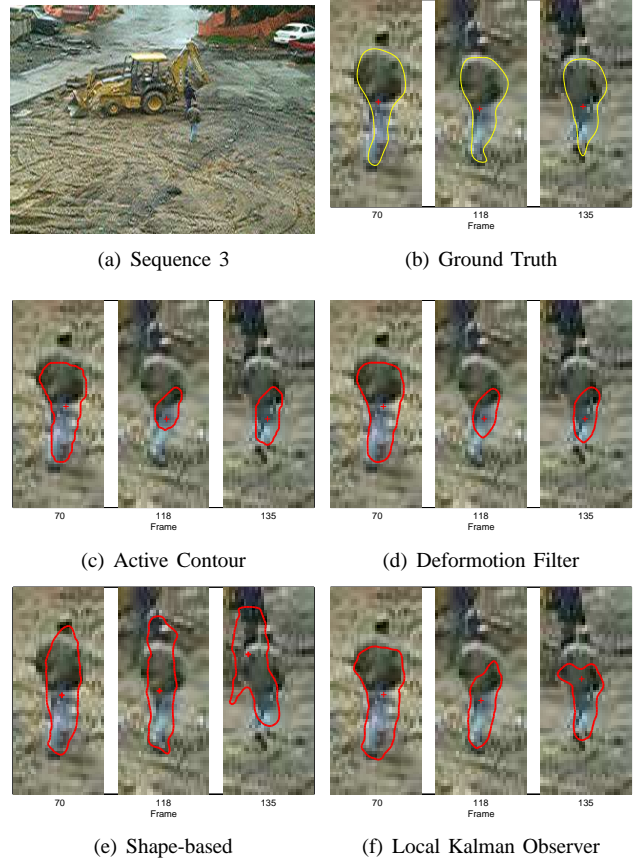 70 118 135
Frame
(a) Sequence 3
(b) Ground Truth
70 118 135
Frame
70 118 135
Frame
(c) Active Contour
(d) Deformotion Filter
70 118 135
Frame
70 118 135
Frame
(e) Shape-based
(f) Local Kalman Observer